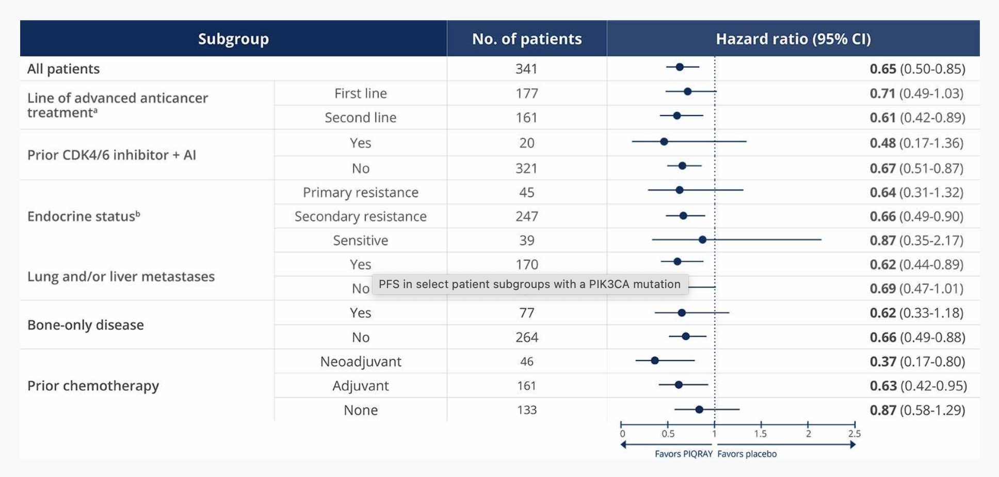 Subgroup No. of patients Hazard ratio (95% CI)
All patients 341 0.65 (0.50-0.85)
Line of advanced anticancer
treatmentᵃ
First line 177 0.71 (0.49-1.03)
Second line 161 0.61 (0.42-0.89)
Prior CDK4/6 inhibitor + AI
Yes 20 0.48 (0.17-1.36)
No 321 0.67 (0.51-0.87)
Endocrine statusᵇ
Primary resistance 45 0.64 (0.31-1.32)
Secondary resistance 247 0.66 (0.49-0.90)
Sensitive 39 0.87 (0.35-2.17)
Lung and/or liver metastases
Yes 170 0.62 (0.44-0.89)
PFS in select patient subgroups with a PIK3CA mutation
No 0.69 (0.47-1.01)
Bone-only disease
Yes 77 0.62 (0.33-1.18)
No 264 0.66 (0.49-0.88)
Prior chemotherapy
Neoadjuvant 46 0.37 (0.17-0.80)
Adjuvant 161 0.63 (0.42-0.95)
None 133 0.87 (0.58-1.29)
0 0.5 1 1.5 2 2.5
Favors PIQRAY Favors placebo